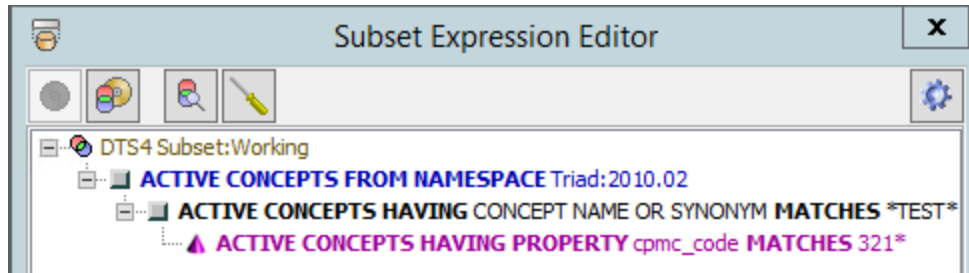 Subset Expression Editor
x
DTS4 Subset:Working
ACTIVE CONCEPTS FROM NAMESPACE Triad:2010.02
ACTIVE CONCEPTS HAVING CONCEPT NAME OR SYNONYM MATCHES *TEST*
ACTIVE CONCEPTS HAVING PROPERTY cpmc_code MATCHES 321*